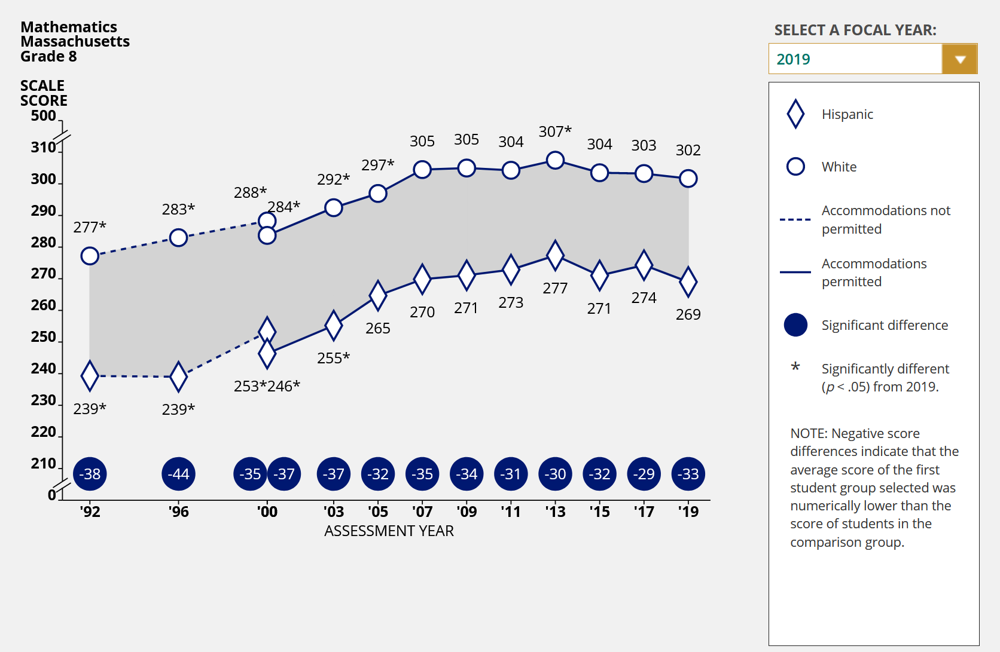 Mathematics
Massachusetts
Grade 8
SCALE
SCORE
500
310
300
290
280
270
260
250
240
230
220
210
0
277* 283* 288* 284* 292* 297* 305 305 304 307* 304 303 302
239* 239* 253* 246* 255* 265 270 271 273 277 271 274 269
-38 -44 -35 -37 -37 -32 -35 -34 -31 -30 -32 -29 -33
'92 '96 '00 '03 '05 '07 '09 '11 '13 '15 '17 '19
ASSESSMENT YEAR
SELECT A FOCAL YEAR:
2019
Hispanic
White
Accommodations not
permitted
Accommodations
permitted
Significant difference
* Significantly different
(p < .05) from 2019.
NOTE: Negative score
differences indicate that the
average score of the first
student group selected was
numerically lower than the
score of students in the
comparison group.